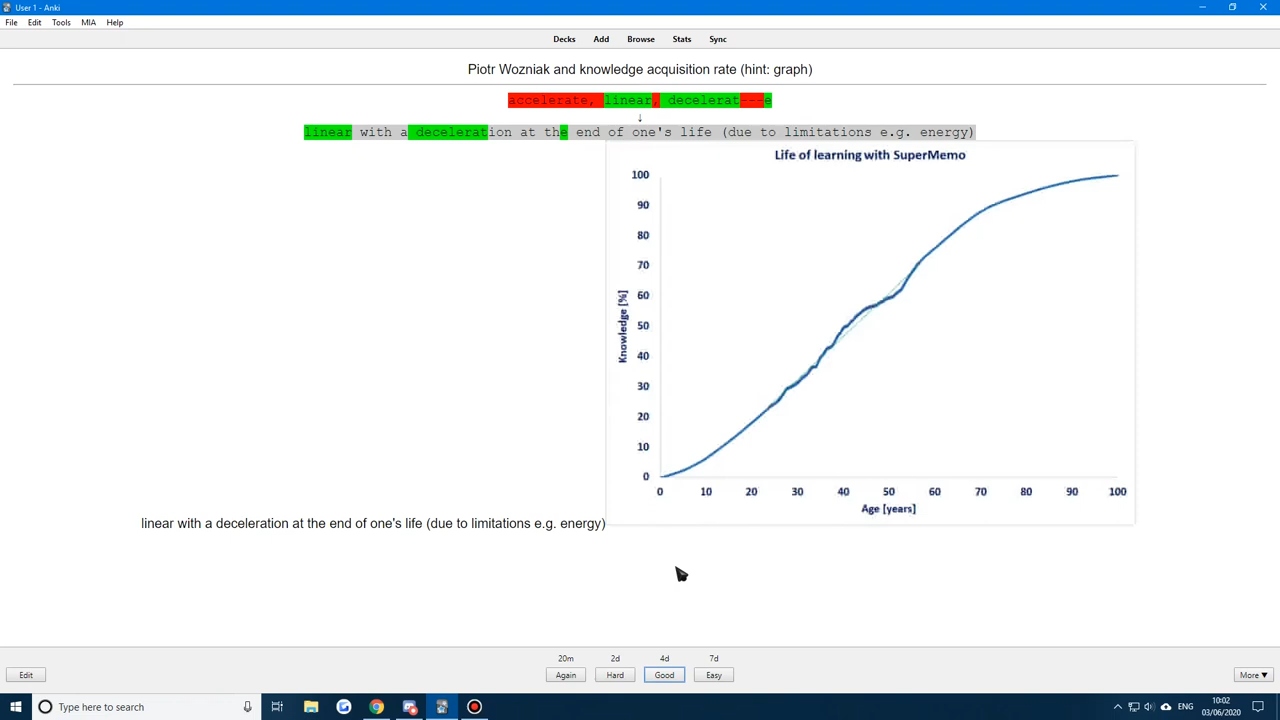 User 1 - Anki
File Edit Tools MIA Help
Decks Add Browse Stats Sync
Piotr Wozniak and knowledge acquisition rate (hint: graph)
accelerate, linear, decelerat---e
↓
linear with a deceleration at the end of one's life (due to limitations e.g. energy)
Life of learning with SuperMemo
100
90
80
70
60
50
40
30
20
10
0
Knowledge [%]
0 10 20 30 40 50 60 70 80 90 100
Age [years]
linear with a deceleration at the end of one's life (due to limitations e.g. energy)
20m 2d 4d 7d
Edit Again Hard Good Easy More ▼
Type here to search ENG 10:02
03/06/2020